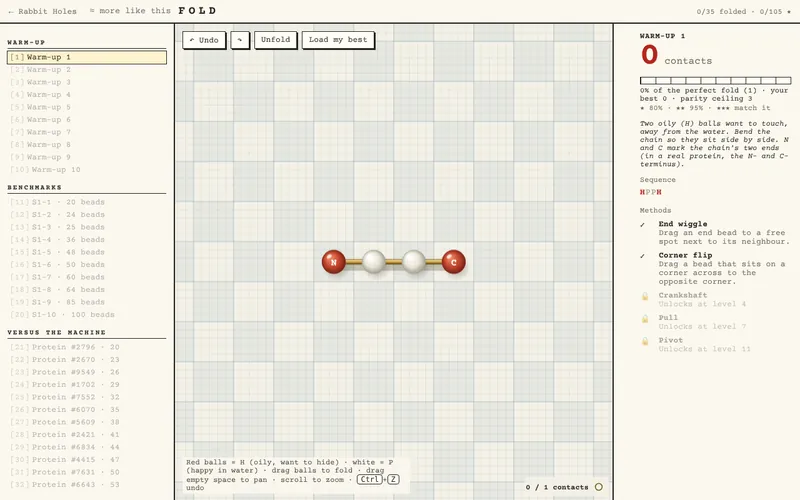 ← Rabbit Holes
≈ more like this
FOLD
0/35 folded · 0/105 ★
WARM-UP
[1] Warm-up 1
[2] Warm-up 2
[3] Warm-up 3
[4] Warm-up 4
[5] Warm-up 5
[6] Warm-up 6
[7] Warm-up 7
[8] Warm-up 8
[9] Warm-up 9
[10] Warm-up 10
BENCHMARKS
[11] S1-1 · 20 beads
[12] S1-2 · 24 beads
[13] S1-3 · 25 beads
[14] S1-4 · 36 beads
[15] S1-5 · 48 beads
[16] S1-6 · 50 beads
[17] S1-7 · 60 beads
[18] S1-8 · 64 beads
[19] S1-9 · 85 beads
[20] S1-10 · 100 beads
VERSUS THE MACHINE
[21] Protein #2796 · 20
[22] Protein #2670 · 23
[23] Protein #9549 · 26
[24] Protein #1702 · 29
[25] Protein #7552 · 32
[26] Protein #6070 · 35
[27] Protein #5609 · 38
[28] Protein #2421 · 41
[29] Protein #6834 · 44
[30] Protein #4415 · 47
[31] Protein #7631 · 50
[32] Protein #6643 · 53
↶ Undo
↷
Unfold
Load my best
N
C
Red balls = H (oily, want to hide) · white = P
(happy in water) · drag balls to fold · drag
empty space to pan · scroll to zoom · Ctrl+Z
undo
0 / 1 contacts
WARM-UP 1
0 contacts
0% of the perfect fold (1) · your
best 0 · parity ceiling 3
★ 80% · ★★ 95% · ★★★ match it
Two oily (H) balls want to touch,
away from the water. Bend the
chain so they sit side by side. N
and C mark the chain's two ends
(in a real protein, the N- and C-
terminus).
Sequence
HPPH
Methods
✓ End wiggle
Drag an end bead to a free
spot next to its neighbour.
✓ Corner flip
Drag a bead that sits on a
corner across to the
opposite corner.
Crankshaft
Unlocks at level 4
Pull
Unlocks at level 7
Pivot
Unlocks at level 11